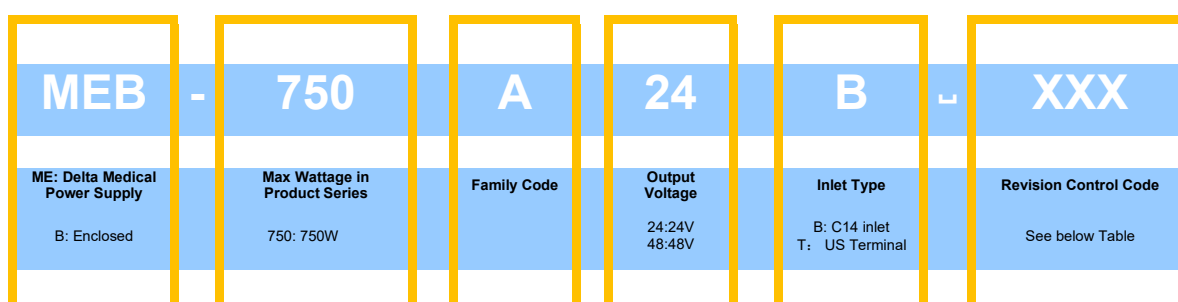 MEB - 750 A 24 B ␣ XXX
ME: Delta Medical
Power Supply
B: Enclosed
Max Wattage in
Product Series
750: 750W
Family Code
Output
Voltage
24:24V
48:48V
Inlet Type
B: C14 inlet
T： US Terminal
Revision Control Code
See below Table